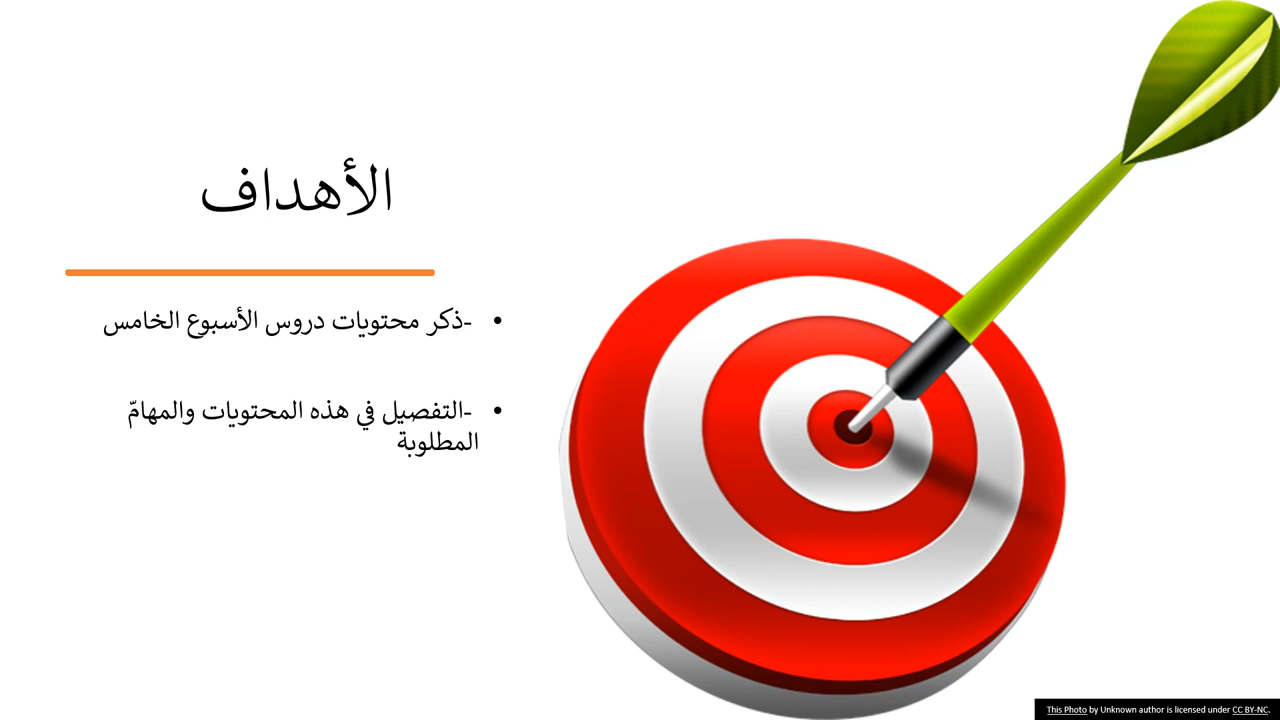 الأهداف
• -ذكر محتويات دروس الأسبوع الخامس
• -التفصيل في هذه المحتويات والمهامّ
المطلوبة
This Photo by Unknown author is licensed under CC BY-NC.